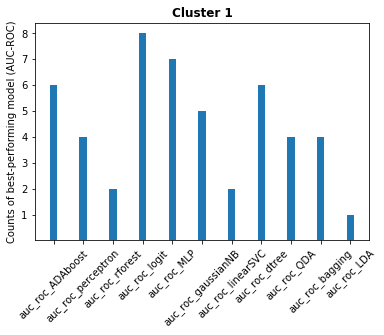 Cluster 1
Counts of best-performing model (AUC-ROC)
8
7
6
5
4
3
2
1
auc_roc_ADAboost
auc_roc_perceptron
auc_roc_rforest
auc_roc_logit
auc_roc_MLP
auc_roc_gaussianNB
auc_roc_linearSVC
auc_roc_dtree
auc_roc_QDA
auc_roc_bagging
auc_roc_LDA